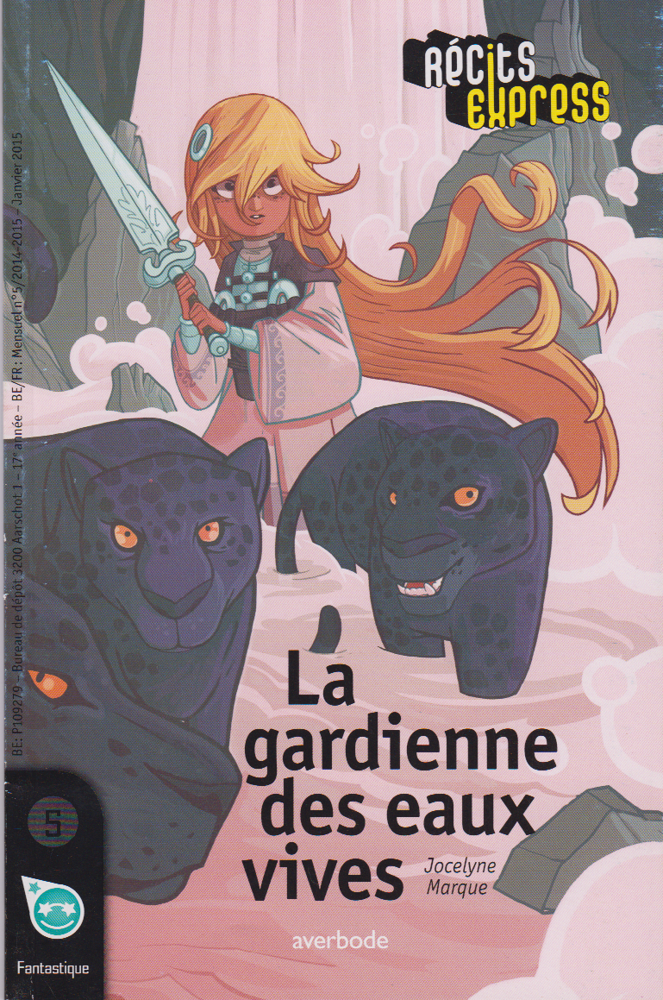 RÉCITS
EXPRESS
BE: P109279 – Bureau de dépôt 3200 Aarschot 1 – 17e année – BE/FR: Mensuel n°5/2014-2015 – Janvier 2015
La
gardienne
des eaux
vives
Jocelyne
Marque
averbode
5
Fantastique